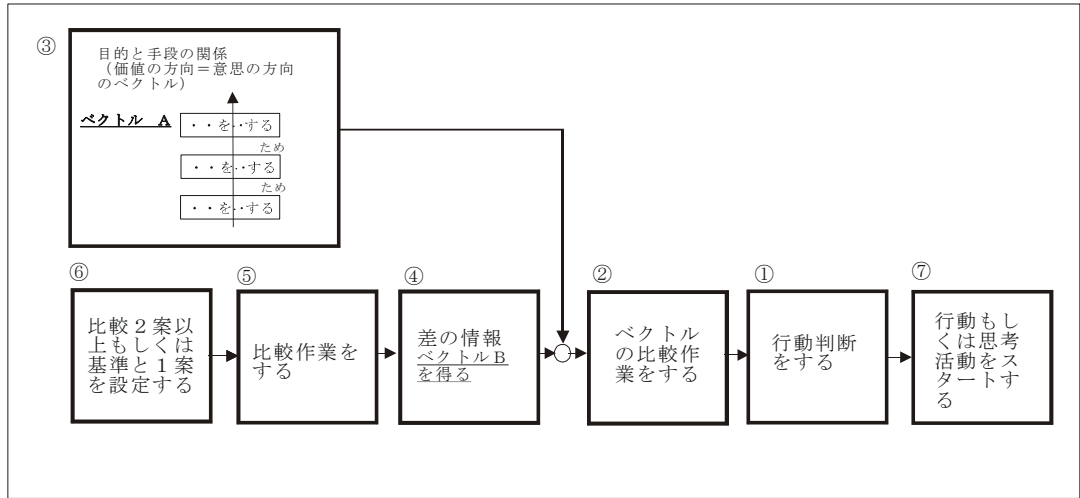 ③
目的と手段の関係
（価値の方向＝意思の方向
のベクトル）
ベクトル　A
・・を・・する
ため
・・を・・する
ため
・・を・・する
⑥
比較２案以
上もしくは
基準と１案
を設定する
⑤
比較作業を
する
④
差の情報
ベクトルＢ
を得る
②
ベクトル
の比較作
業をする
①
行動判断
をする
⑦
行動もし
くは思考
活動をス
タートす
る